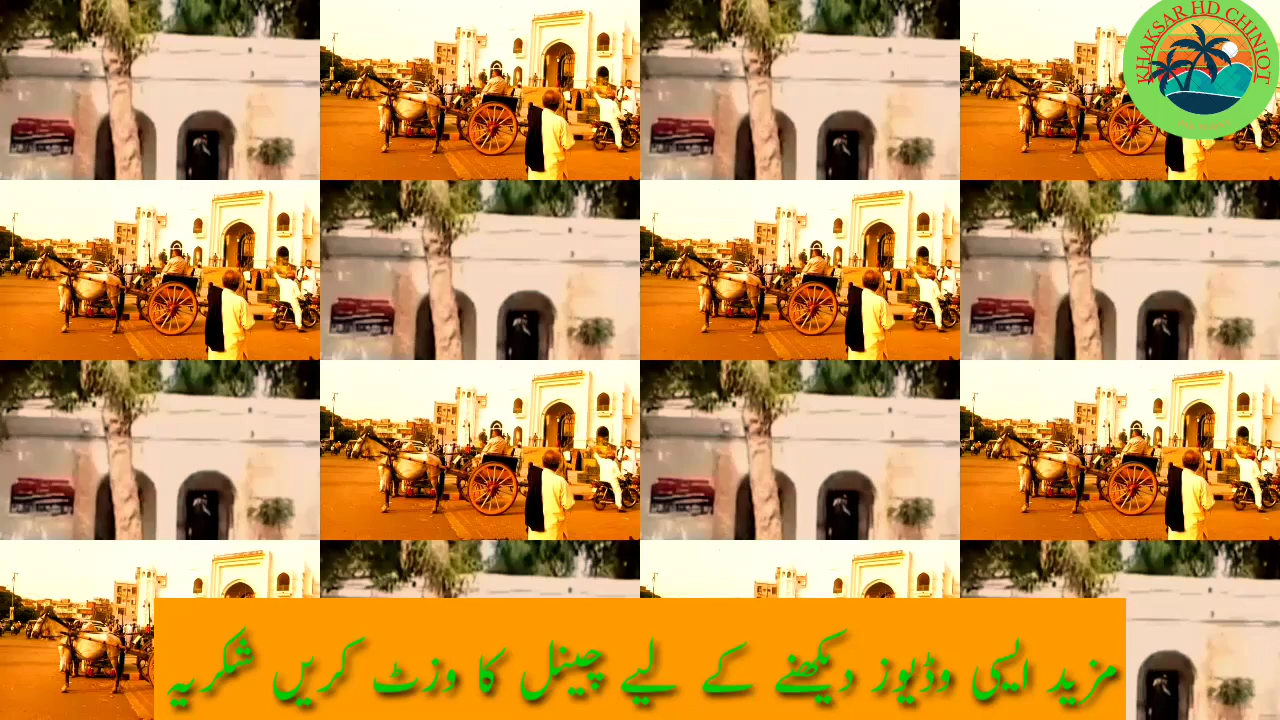 KHAKSAR HD CHINIOT
مزید ایسی وڈیوز دیکھنے کے لیے چینل کا وزٹ کریں شکریہ